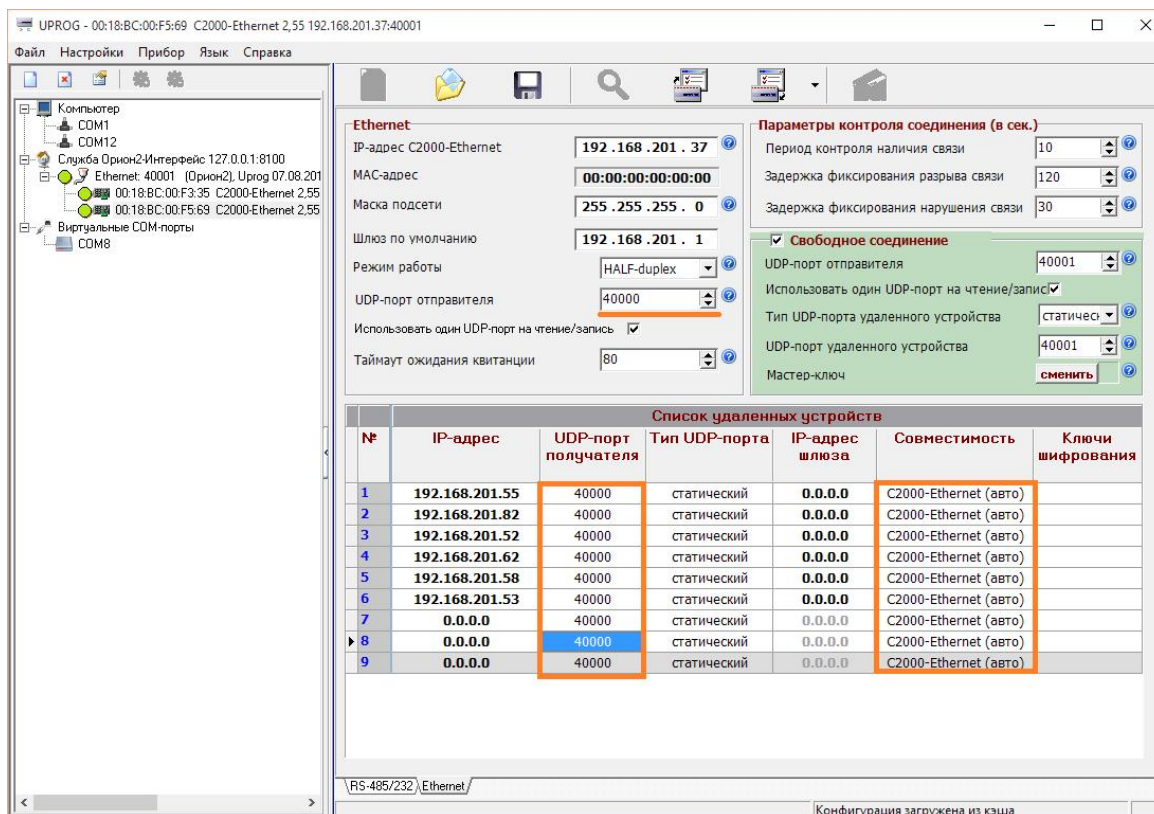 UPROG - 00:18:BC:00:F5:69 C2000-Ethernet 2,55 192.168.201.37:40001
Файл Настройки Прибор Язык Справка
Компьютер
COM1
COM12
Служба Орион2-Интерфейс 127.0.0.1:8100
Ethernet: 40001 (Орион2), Uprog 07.08.201
00:18:BC:00:F3:35 C2000-Ethernet 2,55
00:18:BC:00:F5:69 C2000-Ethernet 2,55
Виртуальные COM-порты
COM8
Ethernet
IP-адрес C2000-Ethernet 192.168.201.37
MAC-адрес 00:00:00:00:00:00
Маска подсети 255.255.255.0
Шлюз по умолчанию 192.168.201.1
Режим работы HALF-duplex
UDP-порт отправителя 40000
Использовать один UDP-порт на чтение/запись
Таймаут ожидания квитанции 80
Параметры контроля соединения (в сек.)
Период контроля наличия связи 10
Задержка фиксирования разрыва связи 120
Задержка фиксирования нарушения связи 30
Свободное соединение
UDP-порт отправителя 40001
Использовать один UDP-порт на чтение/запис
Тип UDP-порта удаленного устройства статичес
UDP-порт удаленного устройства 40001
Мастер-ключ сменить
Список удаленных устройств
№ IP-адрес UDP-порт получателя Тип UDP-порта IP-адрес шлюза Совместимость Ключи шифрования
1 192.168.201.55 40000 статический 0.0.0.0 C2000-Ethernet (авто)
2 192.168.201.82 40000 статический 0.0.0.0 C2000-Ethernet (авто)
3 192.168.201.52 40000 статический 0.0.0.0 C2000-Ethernet (авто)
4 192.168.201.62 40000 статический 0.0.0.0 C2000-Ethernet (авто)
5 192.168.201.58 40000 статический 0.0.0.0 C2000-Ethernet (авто)
6 192.168.201.53 40000 статический 0.0.0.0 C2000-Ethernet (авто)
7 0.0.0.0 40000 статический 0.0.0.0 C2000-Ethernet (авто)
8 0.0.0.0 40000 статический 0.0.0.0 C2000-Ethernet (авто)
9 0.0.0.0 40000 статический 0.0.0.0 C2000-Ethernet (авто)
RS-485/232 Ethernet
Конфигурация загружена из кэша